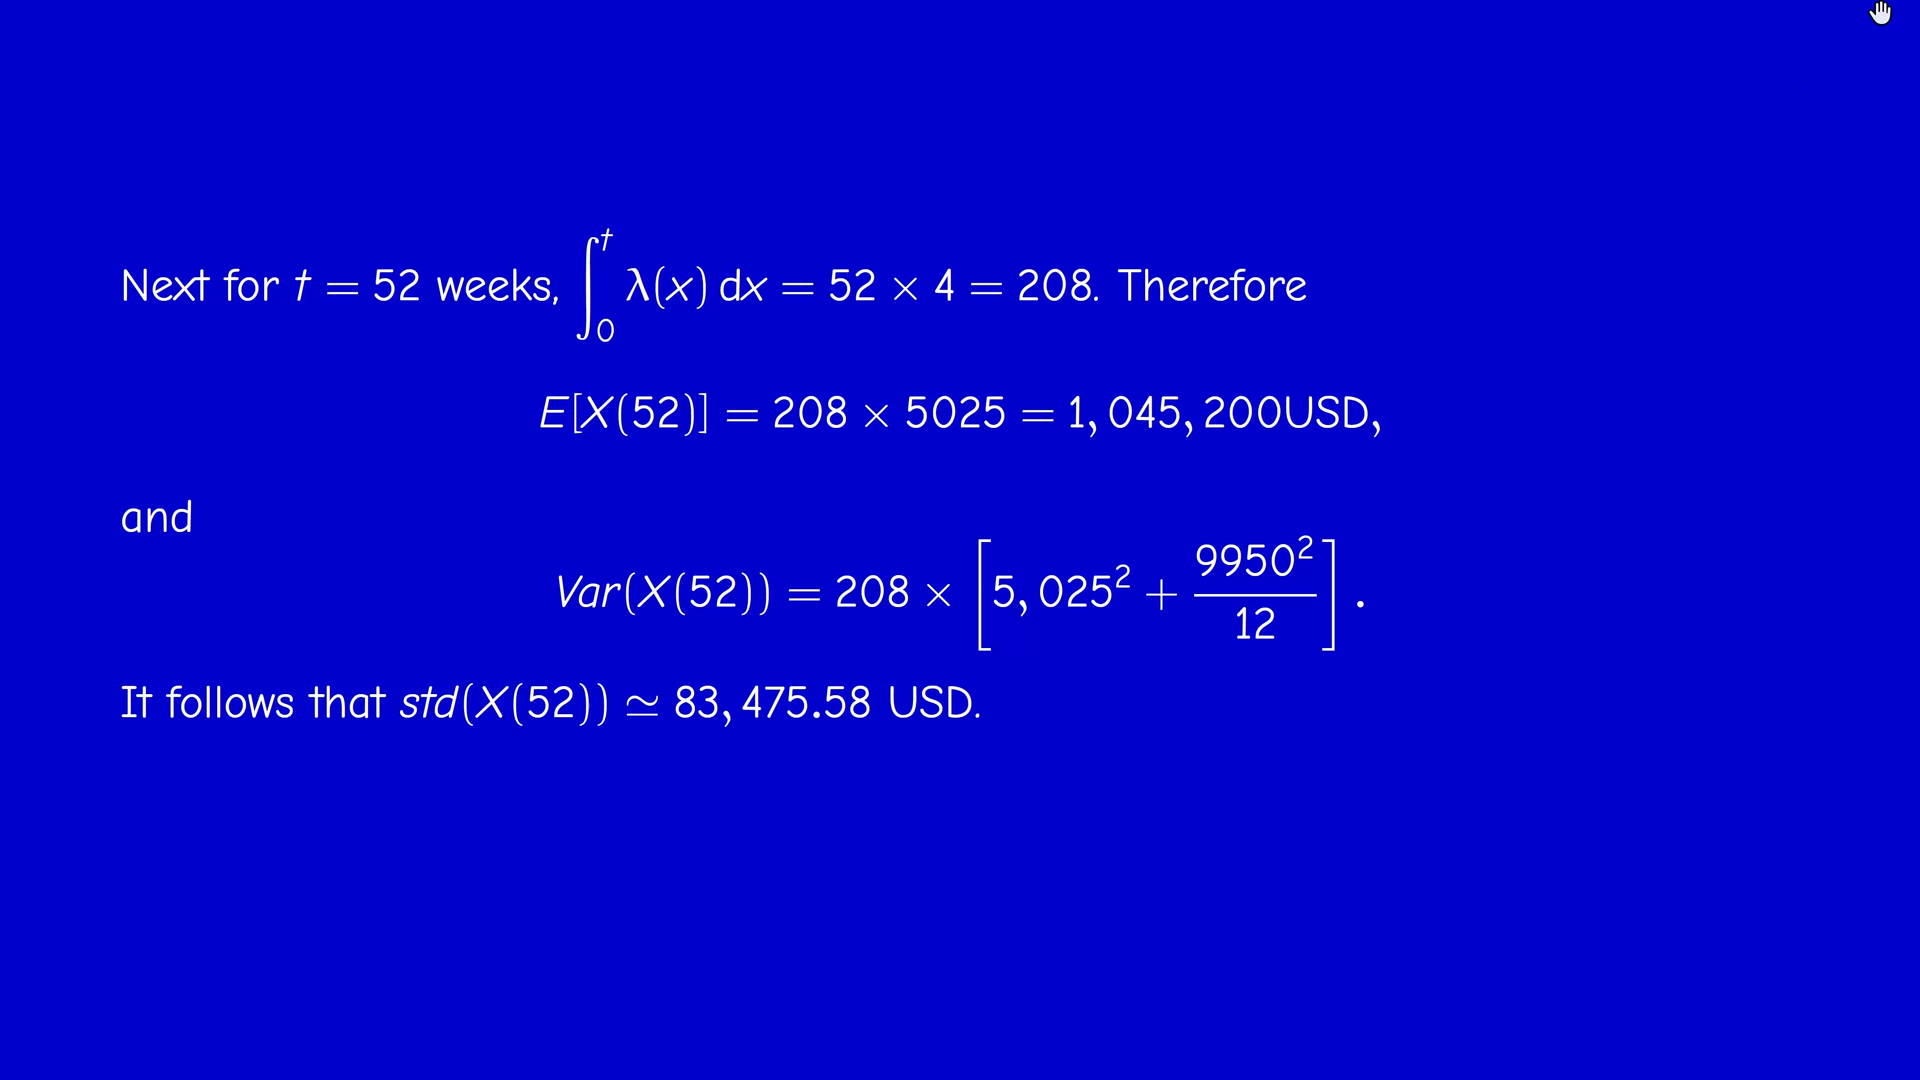 Next for t = 52 weeks, ∫₀ᵗ λ(x) dx = 52 × 4 = 208. Therefore
E[X(52)] = 208 × 5025 = 1, 045, 200USD,
and
Var(X(52)) = 208 × [5, 025² + 9950²/12] .
It follows that std(X(52)) ≃ 83, 475.58 USD.